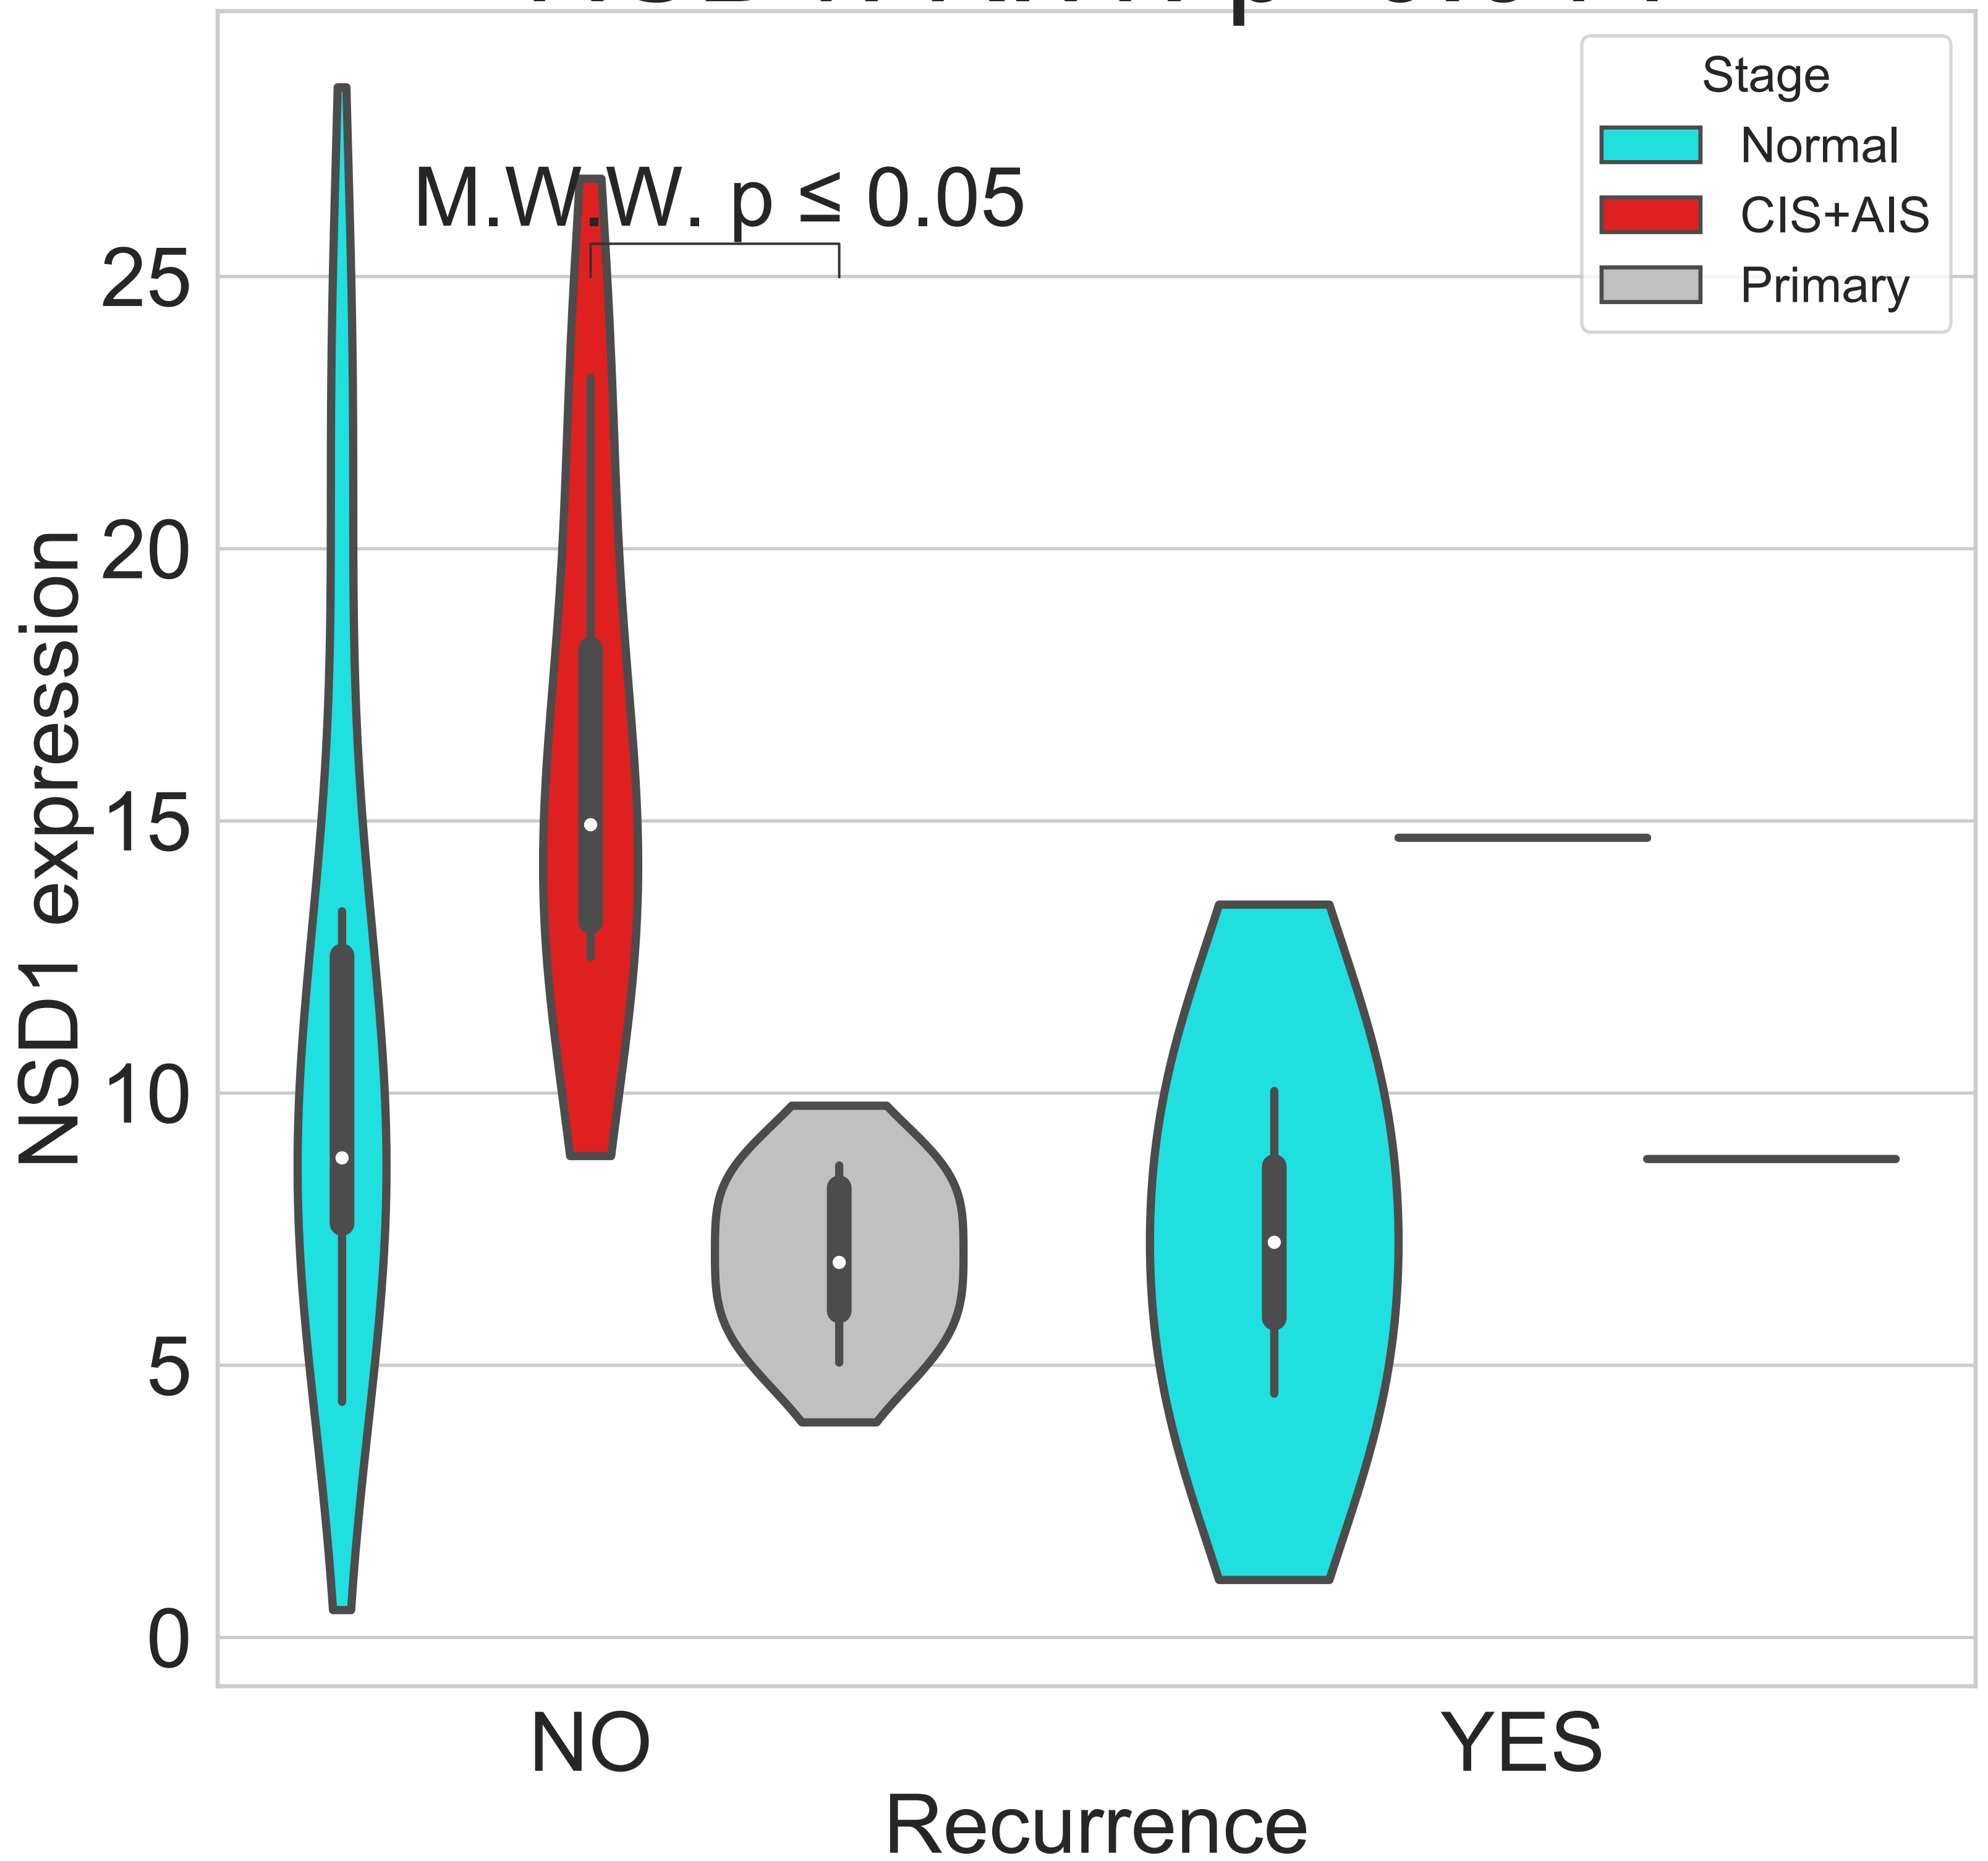 Stage
Normal
CIS+AIS
Primary
M.W.W. p ≤ 0.05
25
20
15
10
5
0
NSD1 expression
NO
YES
Recurrence